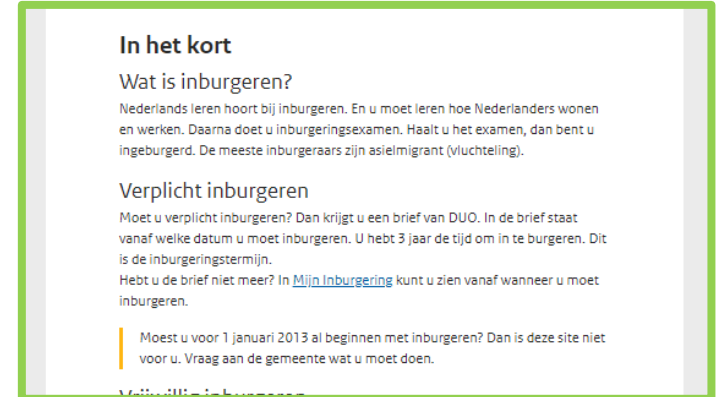 In het kort
Wat is inburgeren?
Nederlands leren hoort bij inburgeren. En u moet leren hoe Nederlanders wonen
en werken. Daarna doet u inburgeringsexamen. Haalt u het examen, dan bent u
ingeburgerd. De meeste inburgeraars zijn asielmigrant (vluchteling).
Verplicht inburgeren
Moet u verplicht inburgeren? Dan krijgt u een brief van DUO. In de brief staat
vanaf welke datum u moet inburgeren. U hebt 3 jaar de tijd om in te burgeren. Dit
is de inburgeringstermijn.
Hebt u de brief niet meer? In Mijn Inburgering kunt u zien vanaf wanneer u moet
inburgeren.
Moest u voor 1 januari 2013 al beginnen met inburgeren? Dan is deze site niet
voor u. Vraag aan de gemeente wat u moet doen.
Vrijwillig inburgeren